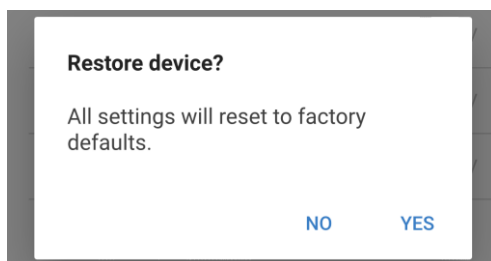 Restore device?
All settings will reset to factory
defaults.
NO YES